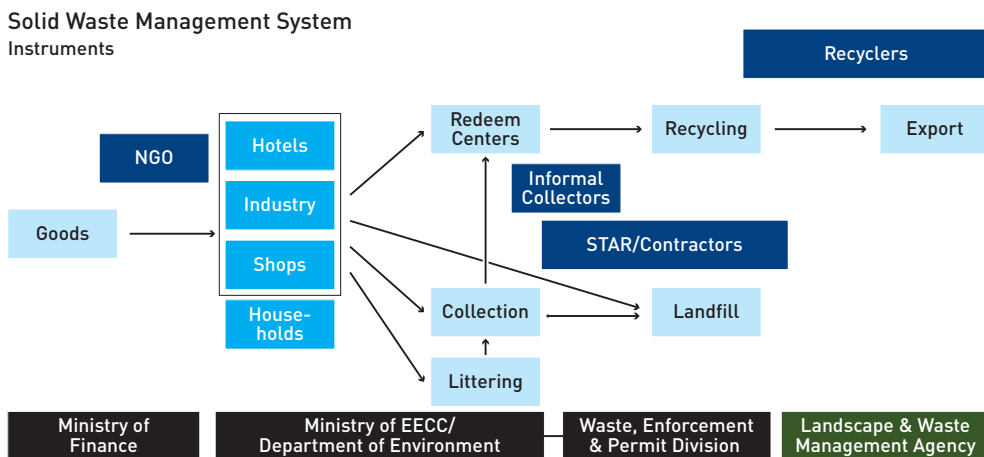 Solid Waste Management System
Instruments
Recyclers
NGO
Hotels
Redeem
Centers
Recycling
Export
Industry
Informal
Collectors
Goods
STAR/Contractors
Shops
Collection
Landfill
House-
holds
Littering
Ministry of
Finance
Ministry of EECC/
Department of Environment
Waste, Enforcement
& Permit Division
Landscape & Waste
Management Agency